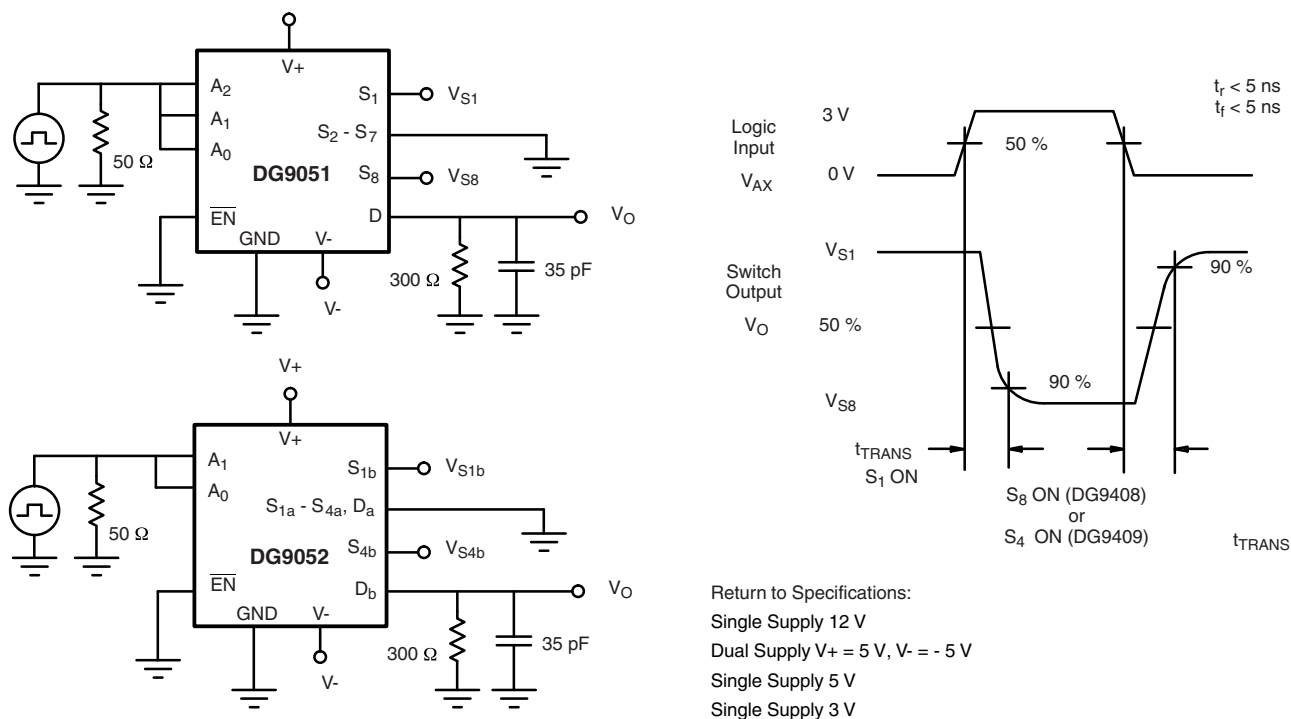 V+
V+
A2
A1
A0
50 Ω
DG9051
S1
VS1
S2 - S7
S8
VS8
EN
D
VO
GND
V-
V-
300 Ω
35 pF
V+
V+
A1
A0
50 Ω
DG9052
S1b
VS1b
S1a - S4a, Da
S4b
VS4b
EN
Db
VO
GND
V-
V-
300 Ω
35 pF
tr < 5 ns
tf < 5 ns
Logic
Input
VAX
3 V
50 %
0 V
VS1
Switch
Output
VO
50 %
90 %
90 %
VS8
tTRANS
S1 ON
S8 ON (DG9408)
or
S4 ON (DG9409)
tTRANS
Return to Specifications:
Single Supply 12 V
Dual Supply V+ = 5 V, V- = - 5 V
Single Supply 5 V
Single Supply 3 V